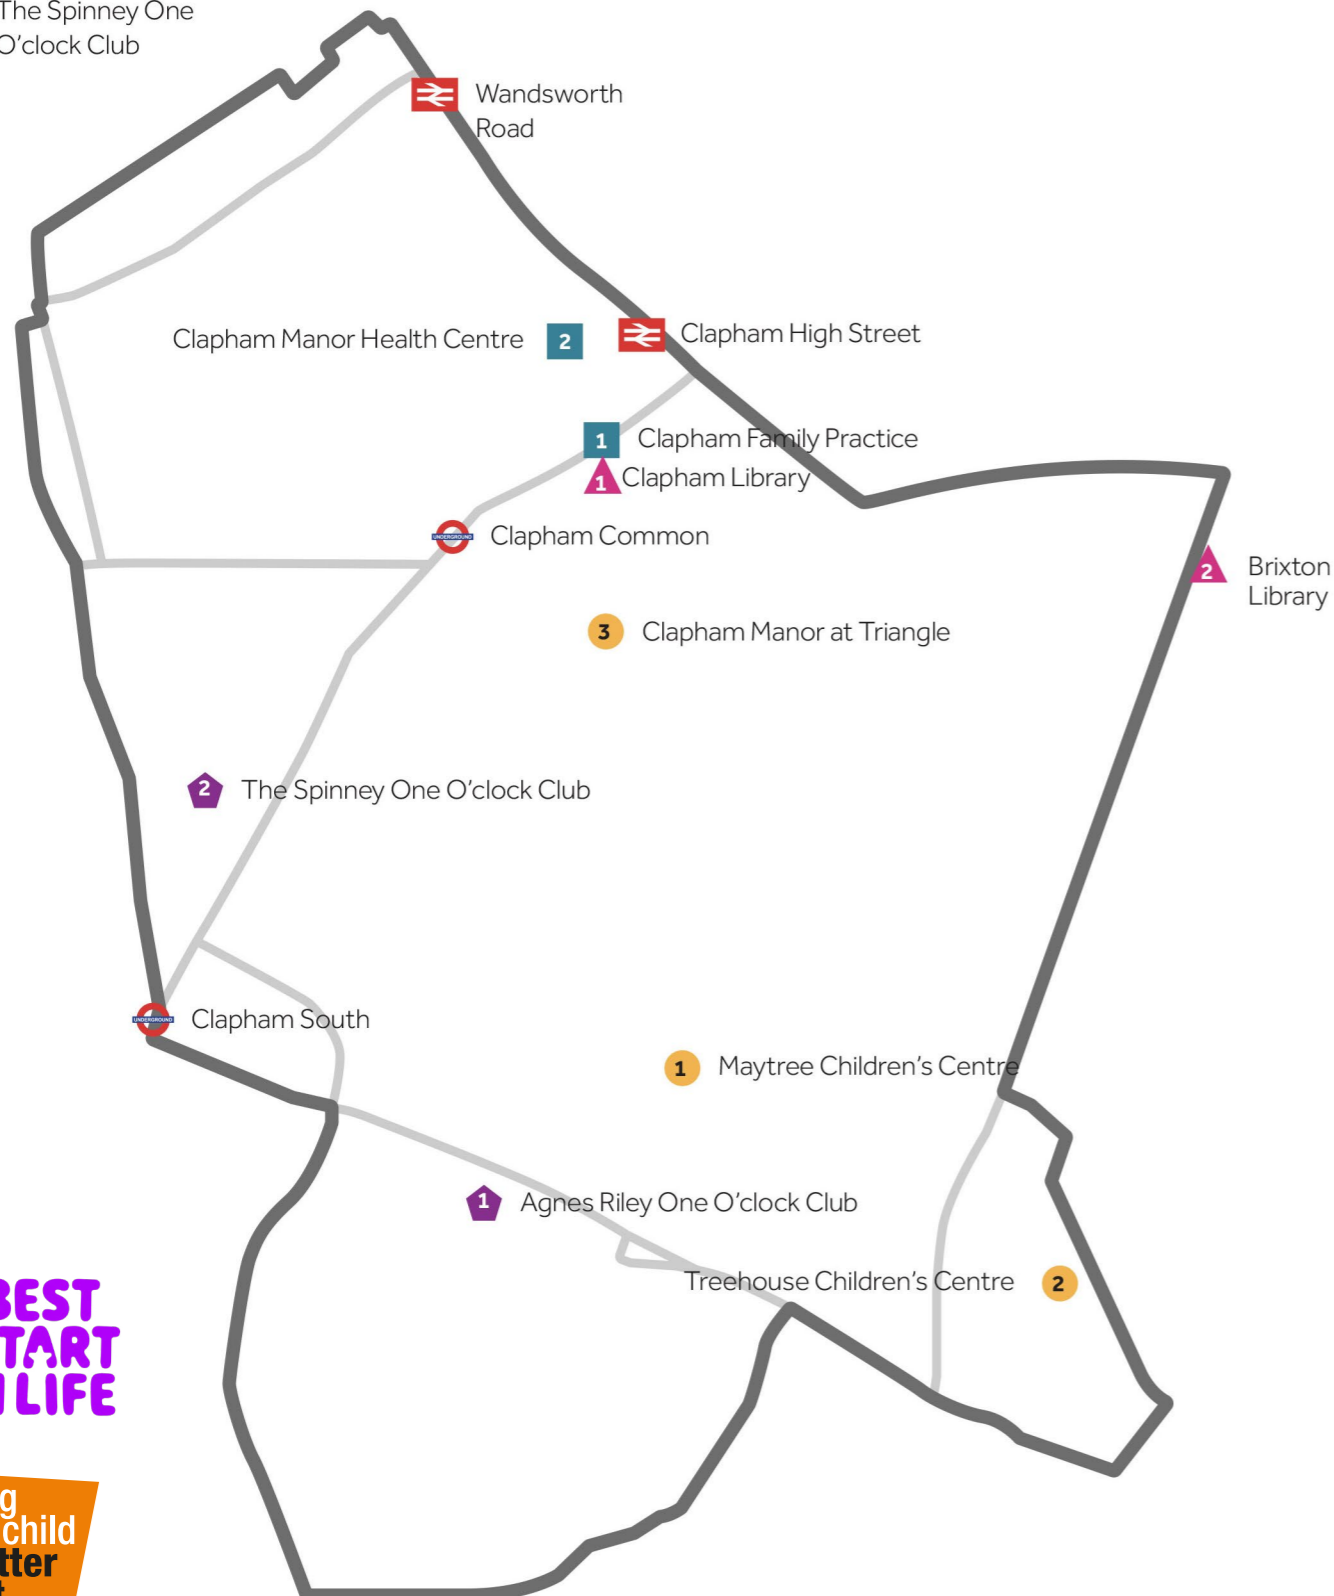 The Spinney One
O’clock Club
Wandsworth
Road
Clapham Manor Health Centre
2
Clapham High Street
1
Clapham Family Practice
1
Clapham Library
UNDERGROUND
Clapham Common
2
Brixton
Library
3
Clapham Manor at Triangle
2
The Spinney One O’clock Club
UNDERGROUND
Clapham South
1
Maytree Children’s Centre
1
Agnes Riley One O’clock Club
Treehouse Children’s Centre
2
BEST
TART
LIFE
g
child
tter